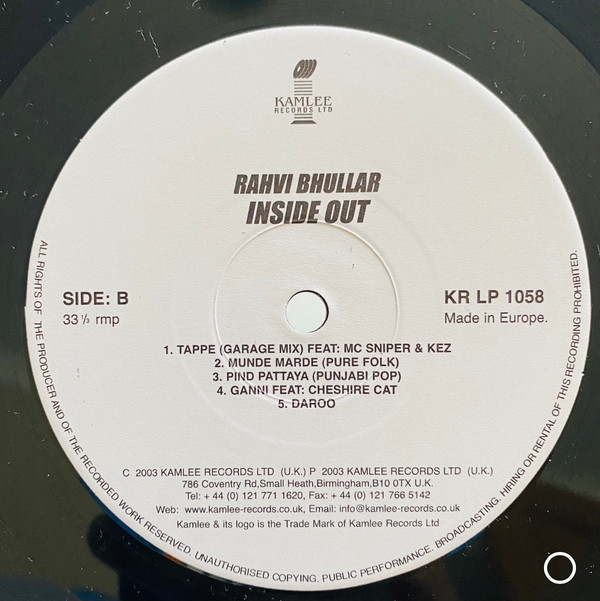 KAMLEE
RECORDS LTD
RAHVI BHULLAR
INSIDE OUT
SIDE: B
33 ⅓ rmp
KR LP 1058
Made in Europe.
1. TAPPE (GARAGE MIX) FEAT: MC SNIPER & KEZ
2. MUNDE MARDE (PURE FOLK)
3. PIND PATTAYA (PUNJABI POP)
4. GANNI FEAT: CHESHIRE CAT
5. DAROO
C 2003 KAMLEE RECORDS LTD (U.K.) P 2003 KAMLEE RECORDS LTD (U.K.)
786 Coventry Rd,Small Heath,Birmingham,B10 0TX U.K.
Tel: + 44 (0) 121 771 1620, Fax: + 44 (0) 121 766 5142
Web: www.kamlee-records.co.uk, Email: info@kamlee-records.co.uk
Kamlee & its logo is the Trade Mark of Kamlee Records Ltd
ALL RIGHTS OF THE PRODUCER AND OF THE RECORDED WORK RESERVED. UNAUTHORISED COPYING. PUBLIC PERFORMANCE. BROADCASTING. HIRING OR RENTAL OF THIS RECORDING PROHIBITED.